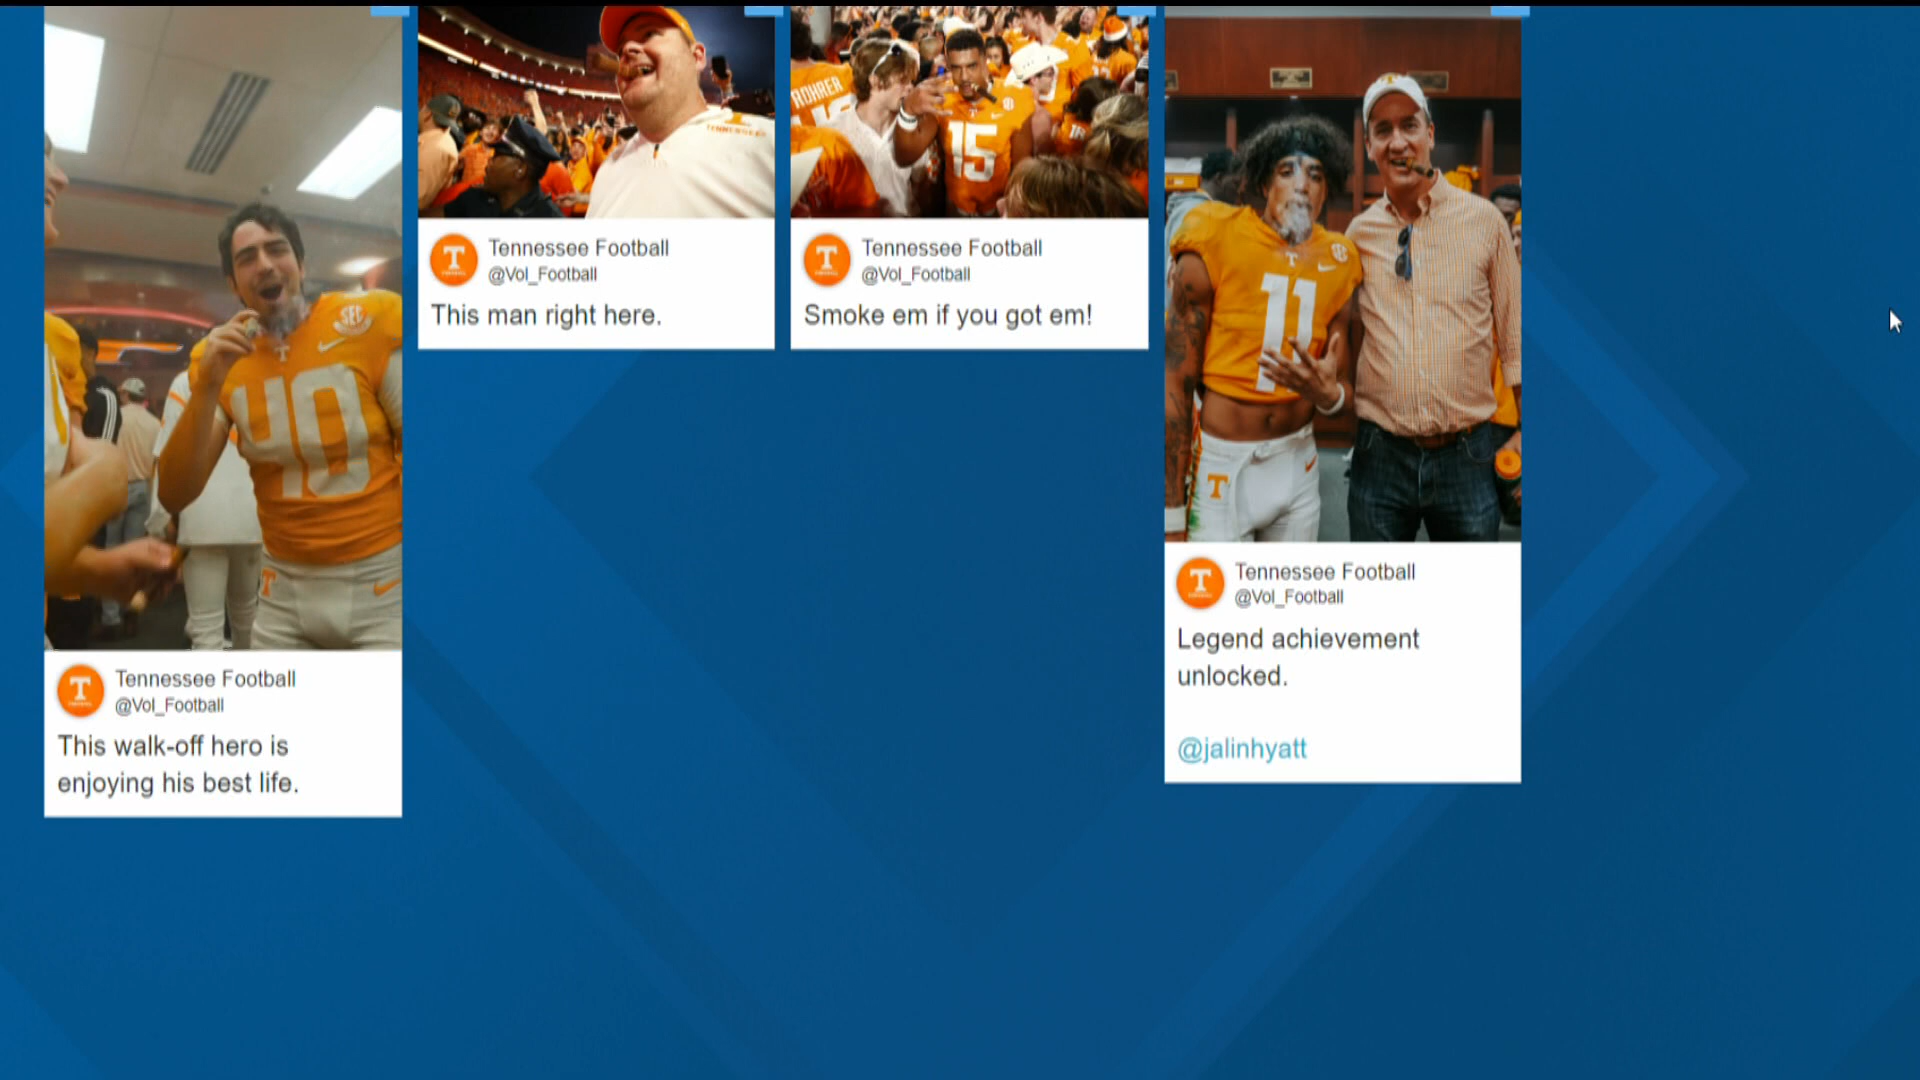 SEC
T
40
T
T
Tennessee Football
@Vol_Football
This walk-off hero is
enjoying his best life.
TENNESSEE
T
Tennessee Football
@Vol_Football
This man right here.
ROHRER
15
T
Tennessee Football
@Vol_Football
Smoke em if you got em!
T
T
11
T
T
Tennessee Football
@Vol_Football
Legend achievement
unlocked.
@jalinhyatt